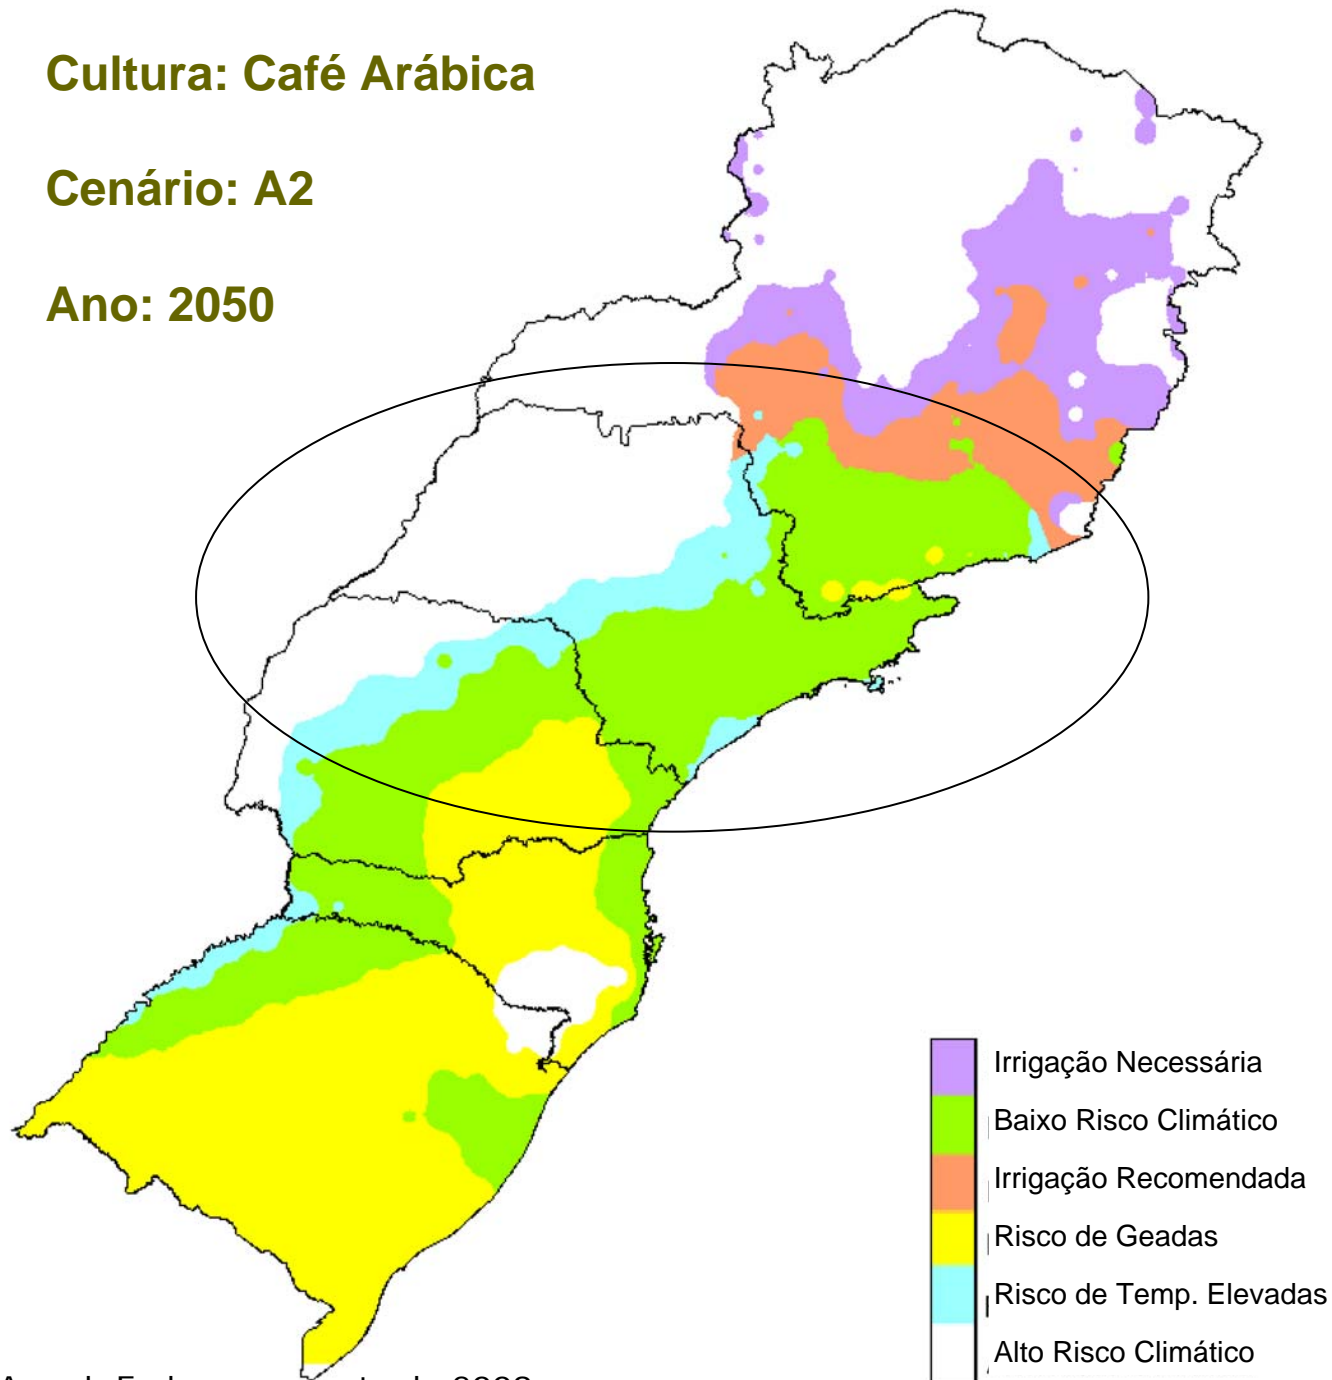 Cultura: Café Arábica
Cenário: A2
Ano: 2050
Irrigação Necessária
Baixo Risco Climático
Irrigação Recomendada
Risco de Geadas
Risco de Temp. Elevadas
Alto Risco Climático